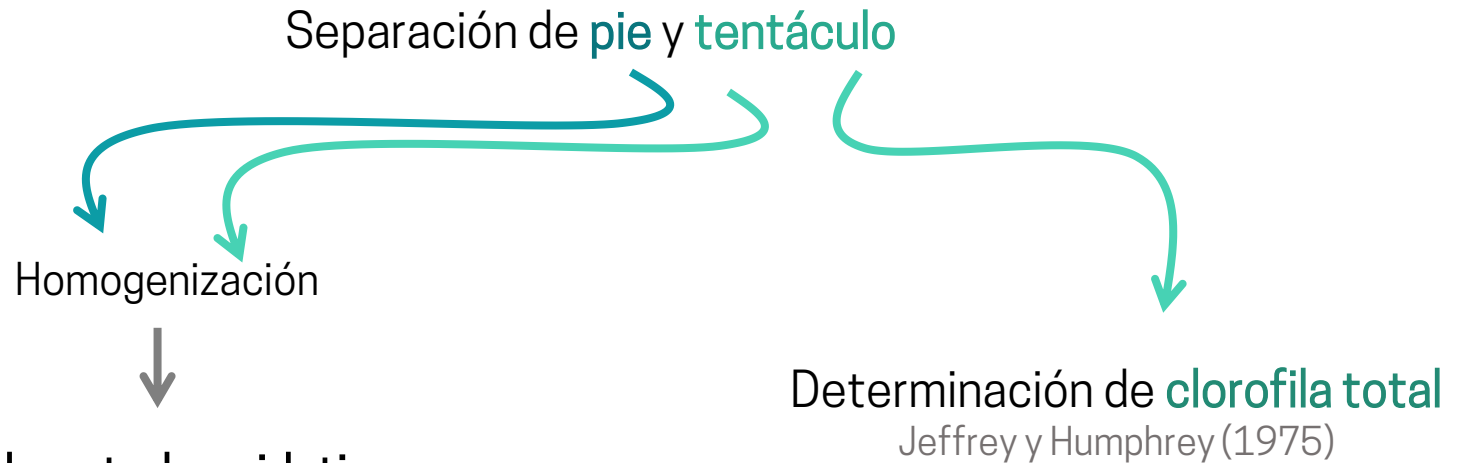 Separación de pie y tentáculo
Homogenización
Determinación de clorofila total
Jeffrey y Humphrey (1975)